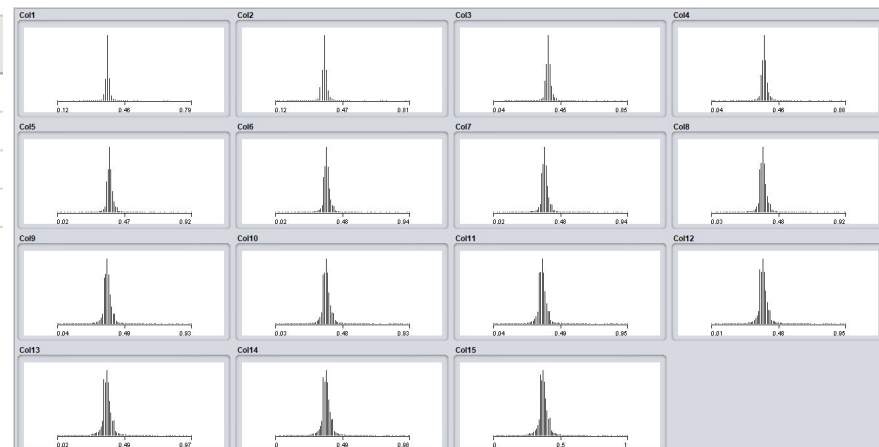 Col1 Col2 Col3 Col4
0.12 0.46 0.79 0.12 0.47 0.81 0.04 0.45 0.85 0.04 0.46 0.88
Col5 Col6 Col7 Col8
0.02 0.47 0.92 0.02 0.48 0.94 0.02 0.48 0.94 0.03 0.48 0.92
Col9 Col10 Col11 Col12
0.04 0.49 0.93 0.03 0.48 0.93 0.04 0.49 0.95 0.01 0.48 0.95
Col13 Col14 Col15
0.02 0.49 0.97 0 0.49 0.98 0 0.5 1